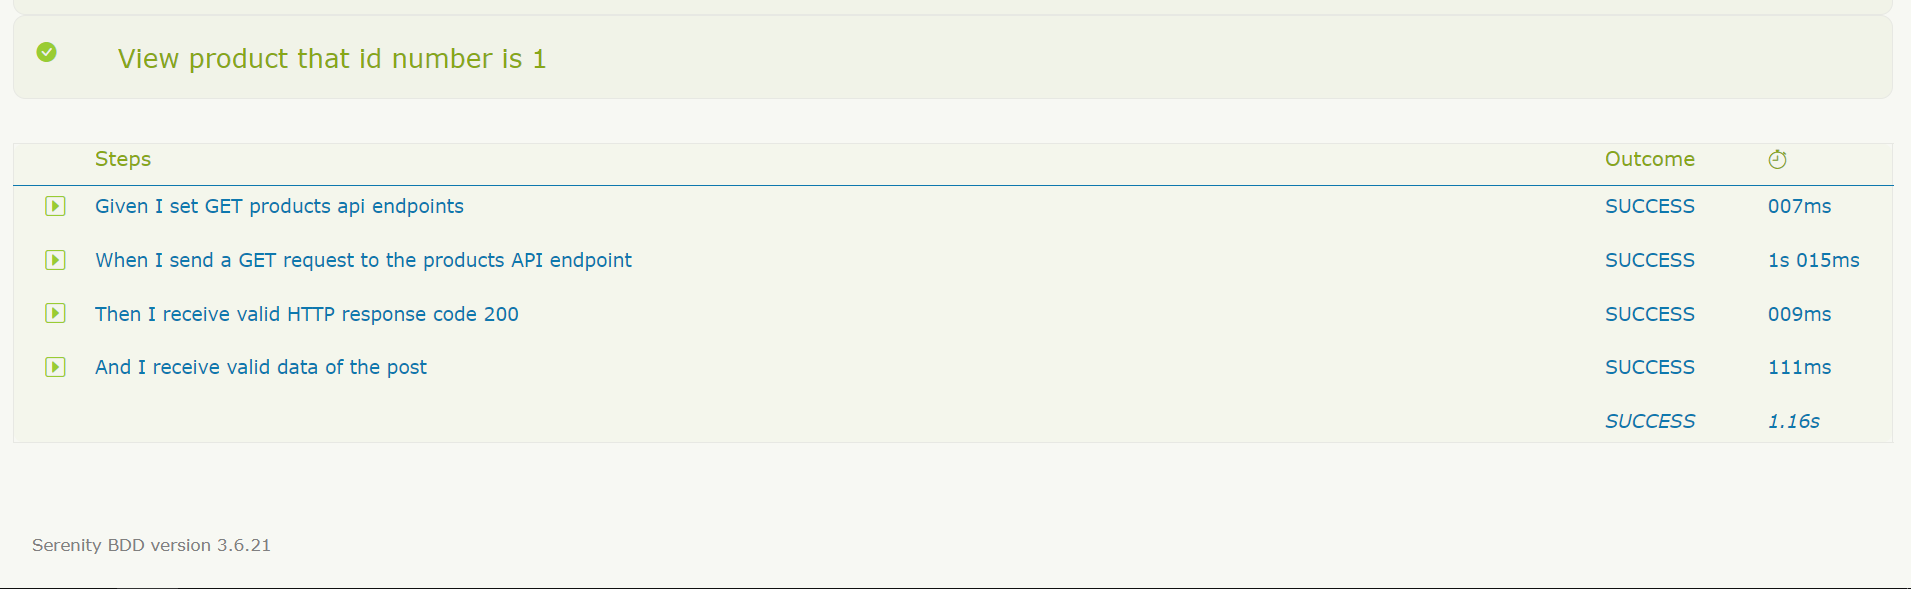 View product that id number is 1
Steps Outcome
Given I set GET products api endpoints SUCCESS 007ms
When I send a GET request to the products API endpoint SUCCESS 1s 015ms
Then I receive valid HTTP response code 200 SUCCESS 009ms
And I receive valid data of the post SUCCESS 111ms
SUCCESS 1.16s
Serenity BDD version 3.6.21